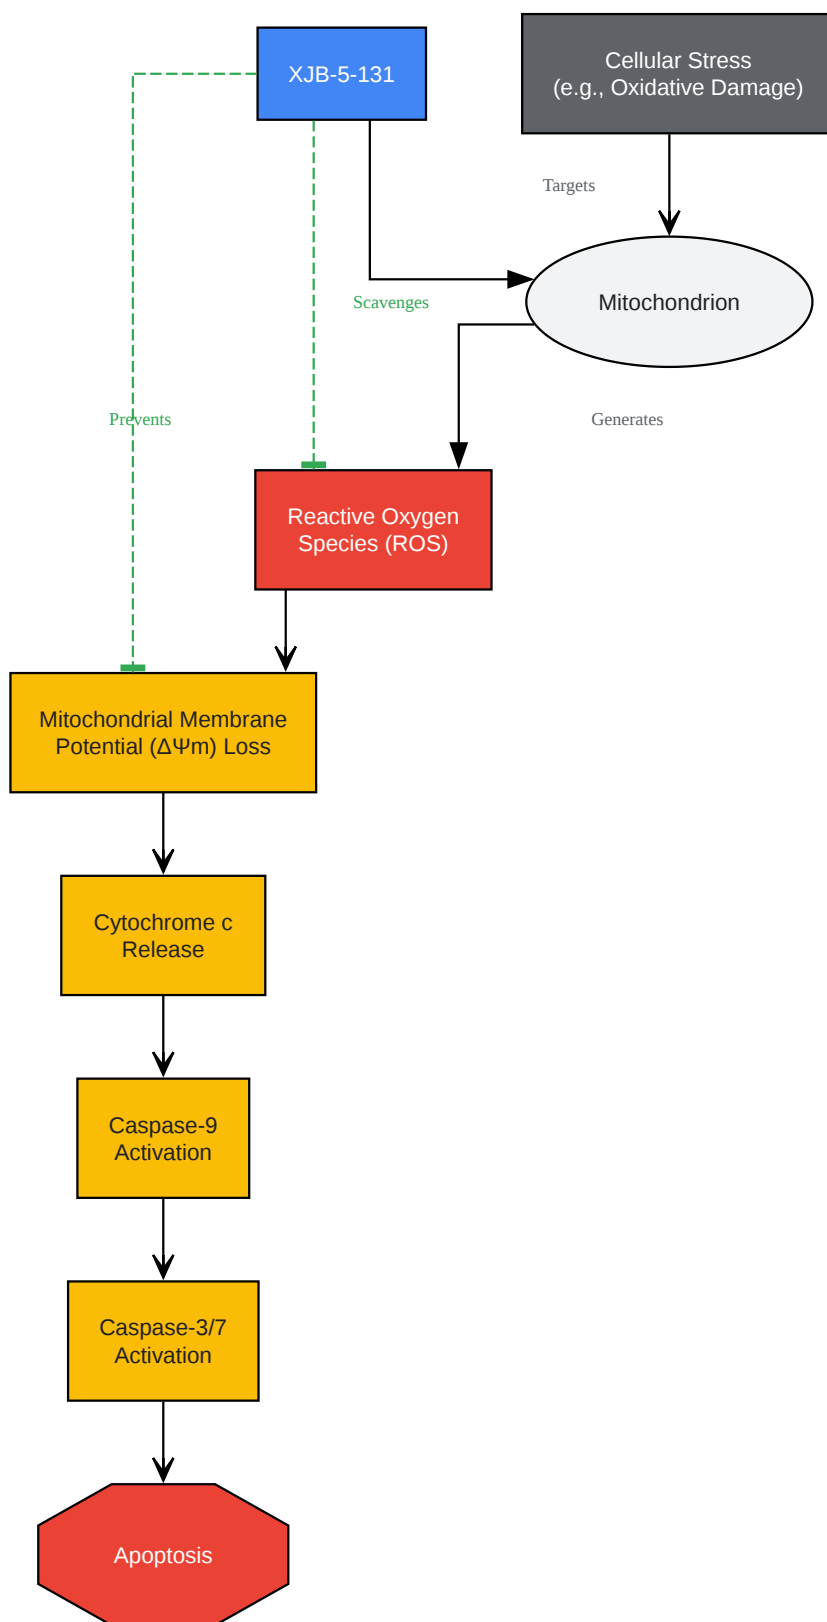 XJB-5-131
Cellular Stress
(e.g., Oxidative Damage)
Targets
Scavenges
Mitochondrion
Prevents
Generates
Reactive Oxygen
Species (ROS)
Mitochondrial Membrane
Potential (ΔΨm) Loss
Cytochrome c
Release
Caspase-9
Activation
Caspase-3/7
Activation
Apoptosis